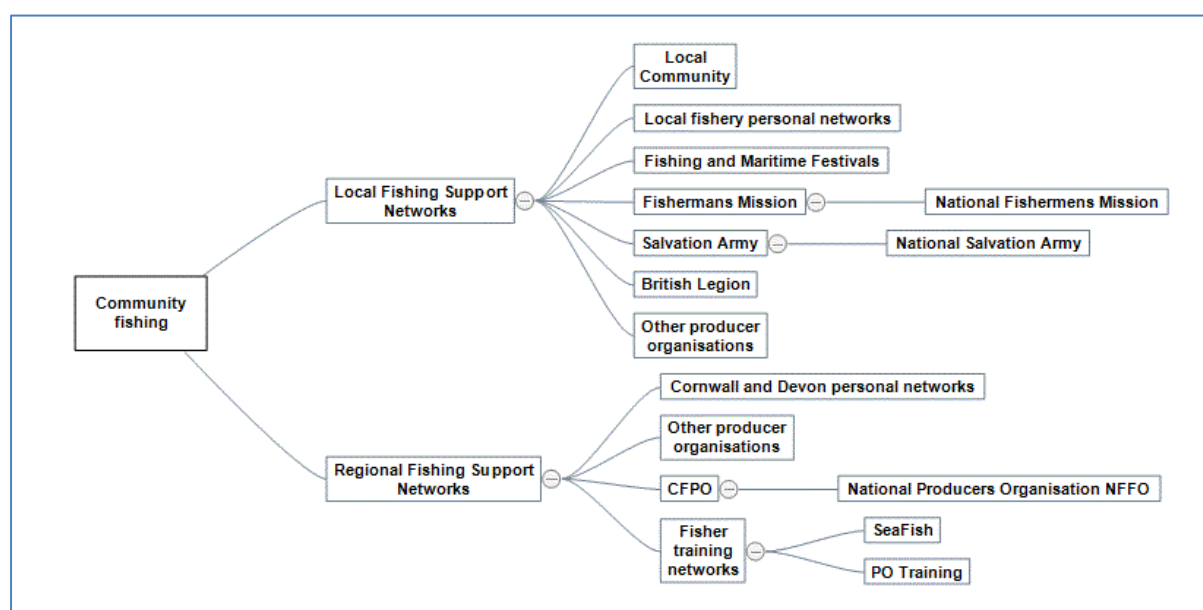 Local
Community
Local fishery personal networks
Fishing and Maritime Festivals
Local Fishing Support
Networks
Fishermans Mission
National Fishermens Mission
Salvation Army
National Salvation Army
British Legion
Community
fishing
Other producer
organisations
Cornwall and Devon personal networks
Other producer
organisations
Regional Fishing Support
Networks
CFPO
National Producers Organisation NFFO
Fisher
training
networks
SeaFish
PO Training